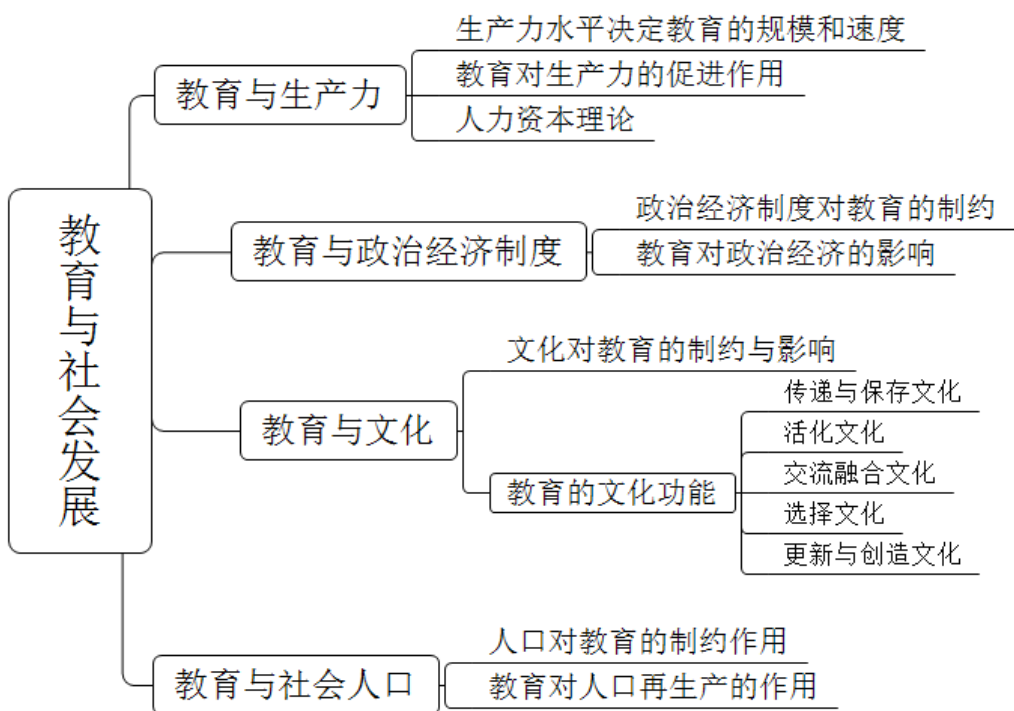 教育与社会发展
教育与生产力
生产力水平决定教育的规模和速度
教育对生产力的促进作用
人力资本理论
教育与政治经济制度
政治经济制度对教育的制约
教育对政治经济的影响
教育与文化
文化对教育的制约与影响
教育的文化功能
传递与保存文化
活化文化
交流融合文化
选择文化
更新与创造文化
教育与社会人口
人口对教育的制约作用
教育对人口再生产的作用